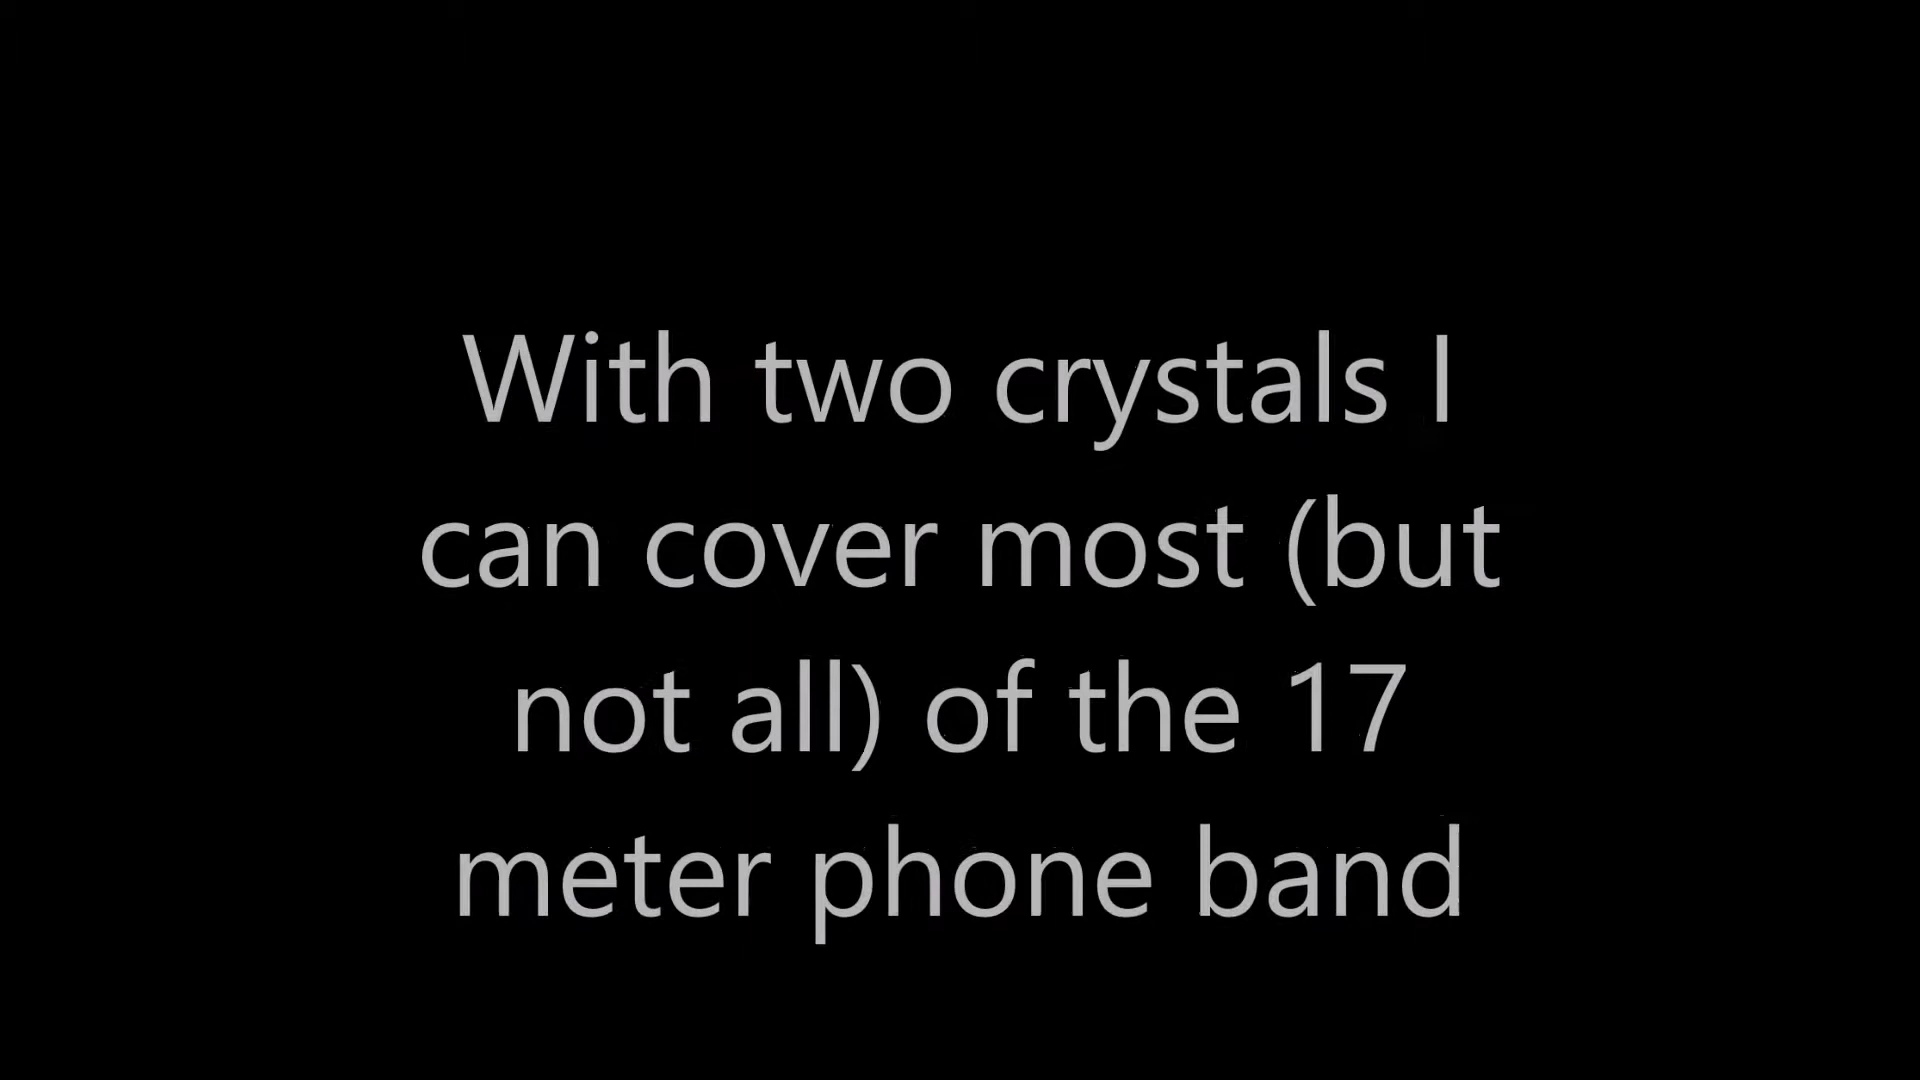 With two crystals I
can cover most (but
not all) of the 17
meter phone band